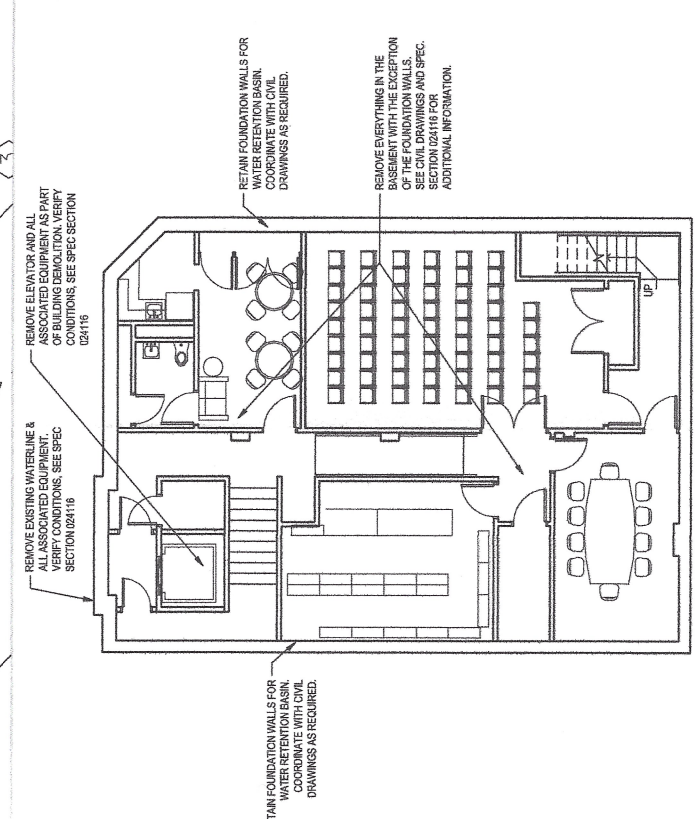 REMOVE EXISTING WATERLINE &
ALL ASSOCIATED EQUIPMENT.
VERIFY CONDITIONS, SEE SPEC
SECTION 024116
REMOVE ELEVATOR AND ALL
ASSOCIATED EQUIPMENT AS PART
OF BUILDING DEMOLITION. VERIFY
CONDITIONS, SEE SPEC SECTION
024116
RETAIN FOUNDATION WALLS FOR
WATER RETENTION BASIN.
COORDINATE WITH CIVIL
DRAWINGS AS REQUIRED.
REMOVE EVERYTHING IN THE
BASEMENT WITH THE EXCEPTION
OF THE FOUNDATION WALLS.
SEE CIVIL DRAWINGS AND SPEC.
SECTION 024116 FOR
ADDITIONAL INFORMATION.
UP
TAIN FOUNDATION WALLS FOR
WATER RETENTION BASIN.
COORDINATE WITH CIVIL
DRAWINGS AS REQUIRED.